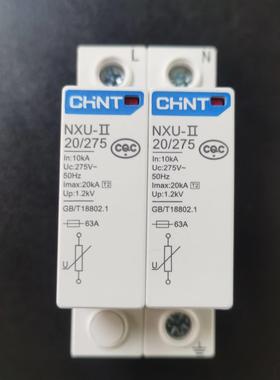 L N
CHNT CHNT
NXU-II
20/275
CQC
In:10kA
Uc:275V~
50Hz
Imax:20kA T2
Up:1.2kV
GB/T18802.1
63A
U
NXU-II
20/275
CQC
In:10kA
Uc:275V~
50Hz
Imax:20kA T2
Up:1.2kV
GB/T18802.1
63A
U